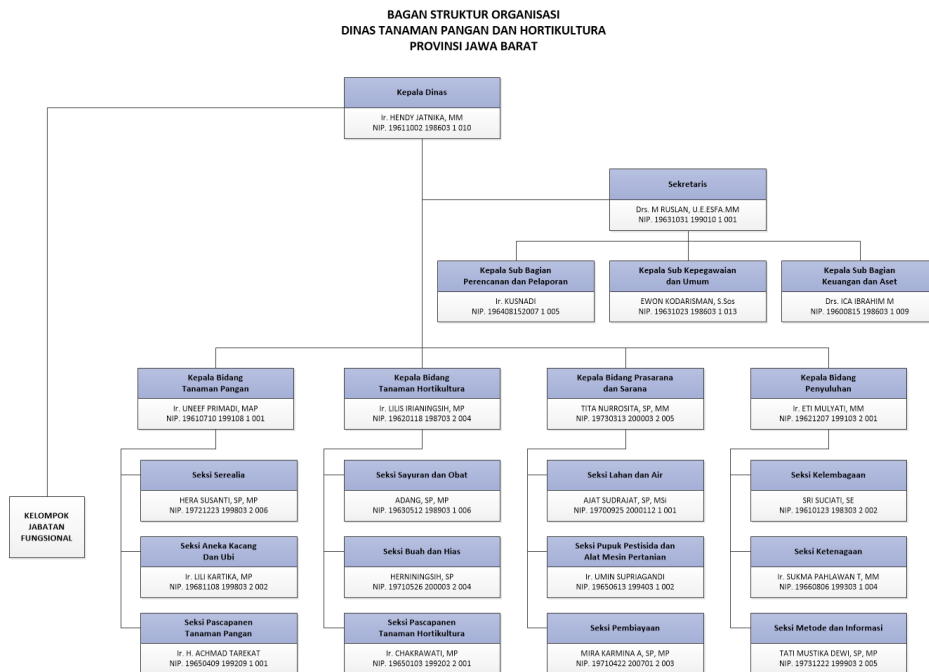 BAGAN STRUKTUR ORGANISASI
DINAS TANAMAN PANGAN DAN HORTIKULTURA
PROVINSI JAWA BARAT
Kepala Dinas
Ir. HENDY JATNIKA, MM
NIP. 19611002 198603 1 010
Sekretaris
Drs. M RUSLAN, U.E.ESFA.MM
NIP. 19631031 199010 1 001
Kepala Sub Bagian
Perencanan dan Pelaporan
Ir. KUSNADI
NIP. 196408152007 1 005
Kepala Sub Kepegawaian
dan Umum
EWON KODARISMAN, S.Sos
NIP. 19631023 198603 1 013
Kepala Sub Bagian
Keuangan dan Aset
Drs. ICA IBRAHIM M
NIP. 19600815 198603 1 009
Kepala Bidang
Tanaman Pangan
Ir. UNEEF PRIMADI, MAP
NIP. 19610710 199108 1 001
Kepala Bidang
Tanaman Hortikultura
Ir. LILIS IRIANINGSIH, MP
NIP. 19620118 198703 2 004
Kepala Bidang Prasarana
dan Sarana
TITA NURROSITA, SP, MM
NIP. 19730313 200003 2 005
Kepala Bidang
Penyuluhan
Ir. ETI MULYATI, MM
NIP. 19621207 199103 2 001
Seksi Serealia
HERA SUSANTI, SP, MP
NIP. 19721223 199803 2 006
Seksi Sayuran dan Obat
ADANG, SP, MP
NIP. 19630512 198903 1 006
Seksi Lahan dan Air
AJAT SUDRAJAT, SP, MSi
NIP. 19700925 2000112 1 001
Seksi Kelembagaan
SRI SUCIATI, SE
NIP. 19610123 198303 2 002
KELOMPOK
JABATAN
FUNGSIONAL
Seksi Aneka Kacang
Dan Ubi
Ir. LILI KARTIKA, MP
NIP. 19681108 199803 2 002
Seksi Buah dan Hias
HERNININGSIH, SP
NIP. 19710526 200003 2 004
Seksi Pupuk Pestisida dan
Alat Mesin Pertanian
Ir. UMIN SUPRIAGANDI
NIP. 19650613 199403 1 002
Seksi Ketenagaan
Ir. SUKMA PAHLAWAN T, MM
NIP. 19660806 199303 1 004
Seksi Pascapanen
Tanaman Pangan
Ir. H. ACHMAD TAREKAT
NIP. 19650409 199209 1 001
Seksi Pascapanen
Tanaman Hortikultura
Ir. CHAKRAWATI, MP
NIP. 19650103 199202 2 001
Seksi Pembiayaan
MIRA KARMINA A, SP, MP
NIP. 19710422 200701 2 003
Seksi Metode dan Informasi
TATI MUSTIKA DEWI, SP, MP
NIP. 19731222 199903 2 005